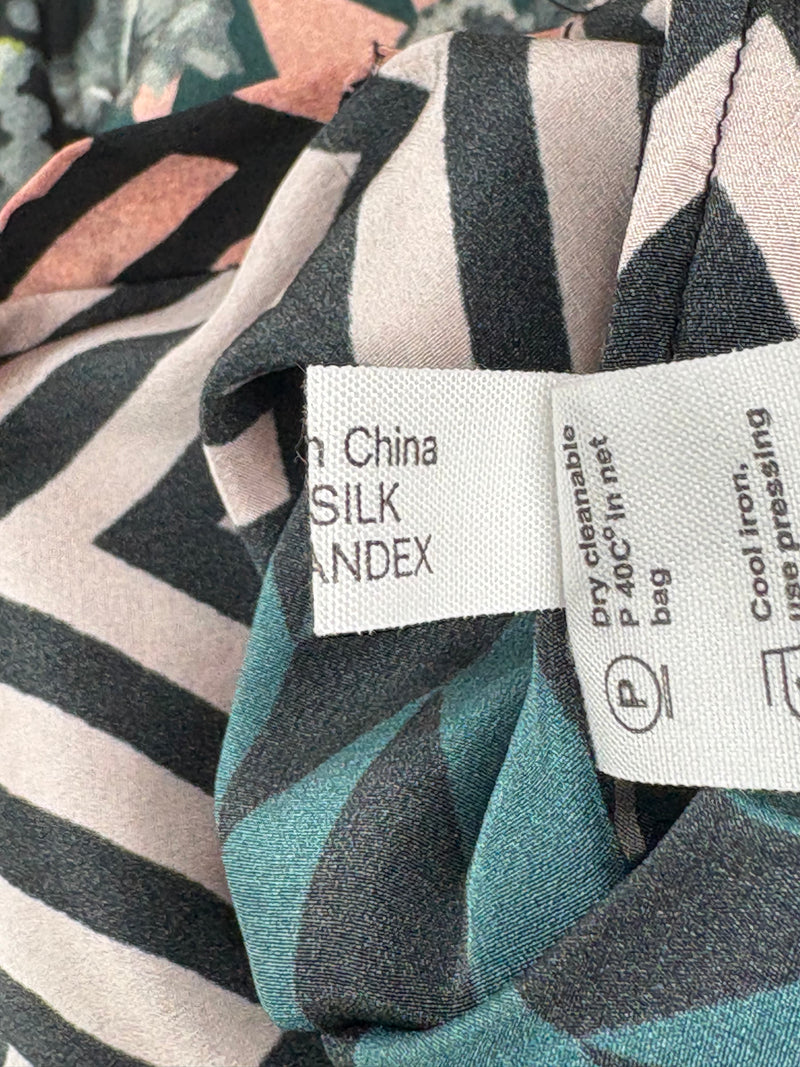 n China
SILK
ANDEX
Dry cleanable
P 40C° in net
bag
P
Cool iron,
use pressing